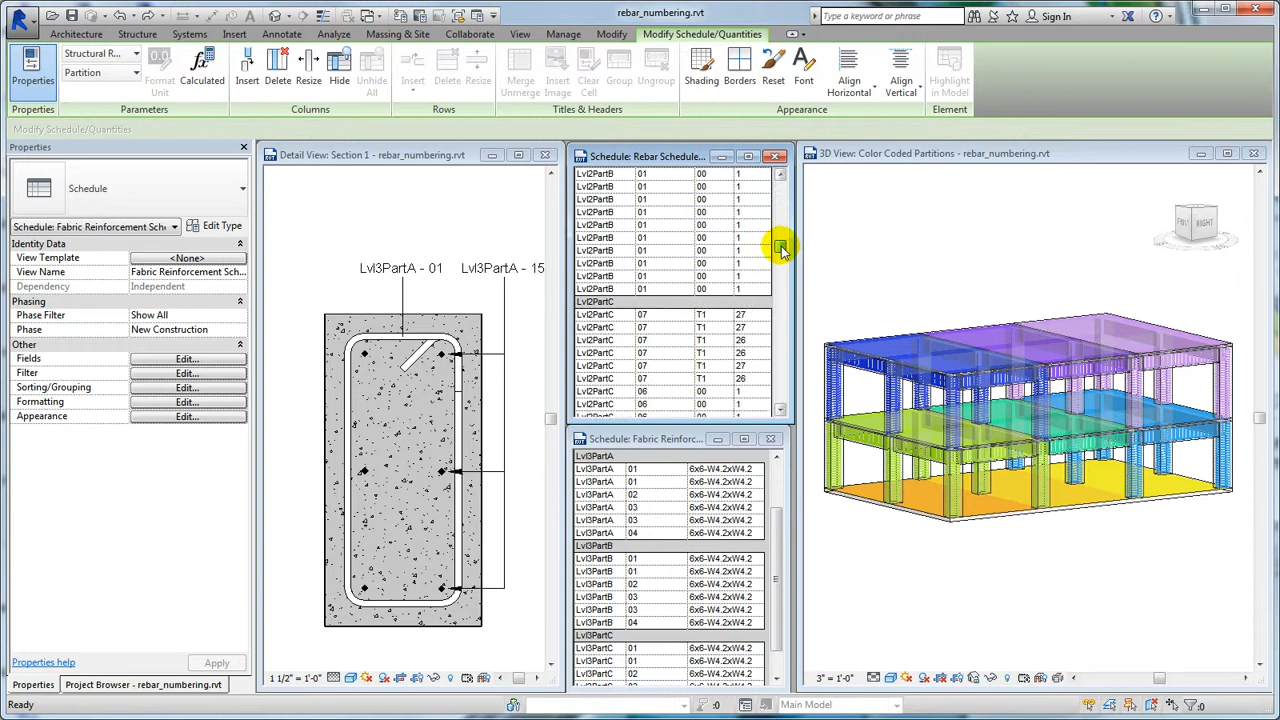 rebar_numbering.rvt
Type a keyword or phrase
Sign In
Architecture Structure Systems Insert Annotate Analyze Massing & Site Collaborate View Manage Modify Modify Schedule/Quantities
Structural R...
Partition
Properties
Format Unit
Calculated
Insert
Delete
Resize
Hide
Unhide All
Insert
Delete
Resize
Merge Unmerge
Insert Image
Clear Cell
Group
Ungroup
Shading
Borders
Reset
Font
Align Horizontal
Align Vertical
Highlight in Model
Parameters
Columns
Rows
Titles & Headers
Appearance
Element
Modify Schedule/Quantities
Properties
Schedule
Schedule: Fabric Reinforcement Sche
Edit Type
Identity Data
View Template <None>
View Name Fabric Reinforcement Sch...
Dependency Independent
Phasing
Phase Filter Show All
Phase New Construction
Other
Fields Edit...
Filter Edit...
Sorting/Grouping Edit...
Formatting Edit...
Appearance Edit...
Properties help
Apply
Properties
Project Browser - rebar_numbering.rvt
Detail View: Section 1 - rebar_numbering.rvt
Lvl3PartA - 01 Lvl3PartA - 15
1 1/2" = 1'-0"
Schedule: Rebar Schedule...
Lvl2PartB 01 00 1
Lvl2PartB 01 00 1
Lvl2PartB 01 00 1
Lvl2PartB 01 00 1
Lvl2PartB 01 00 1
Lvl2PartB 01 00 1
Lvl2PartB 01 00 1
Lvl2PartB 01 00 1
Lvl2PartB 01 00 1
Lvl2PartB 01 00 1
Lvl2PartC
Lvl2PartC 07 T1 27
Lvl2PartC 07 T1 27
Lvl2PartC 07 T1 26
Lvl2PartC 07 T1 26
Lvl2PartC 07 T1 27
Lvl2PartC 07 T1 26
Lvl2PartC 06 00 1
Lvl2PartC 06 00 1
Lvl2PartC 06 00 1
Schedule: Fabric Reinforc...
Lvl3PartA
Lvl3PartA 01 6x6-W4.2xW4.2
Lvl3PartA 01 6x6-W4.2xW4.2
Lvl3PartA 02 6x6-W4.2xW4.2
Lvl3PartA 03 6x6-W4.2xW4.2
Lvl3PartA 03 6x6-W4.2xW4.2
Lvl3PartA 04 6x6-W4.2xW4.2
Lvl3PartB
Lvl3PartB 01 6x6-W4.2xW4.2
Lvl3PartB 01 6x6-W4.2xW4.2
Lvl3PartB 02 6x6-W4.2xW4.2
Lvl3PartB 03 6x6-W4.2xW4.2
Lvl3PartB 03 6x6-W4.2xW4.2
Lvl3PartB 04 6x6-W4.2xW4.2
Lvl3PartC
Lvl3PartC 01 6x6-W4.2xW4.2
Lvl3PartC 01 6x6-W4.2xW4.2
Lvl3PartC 02 6x6-W4.2xW4.2
3D View: Color Coded Partitions - rebar_numbering.rvt
RIGHT
3" = 1'-0"
Ready
:0
Main Model
:0